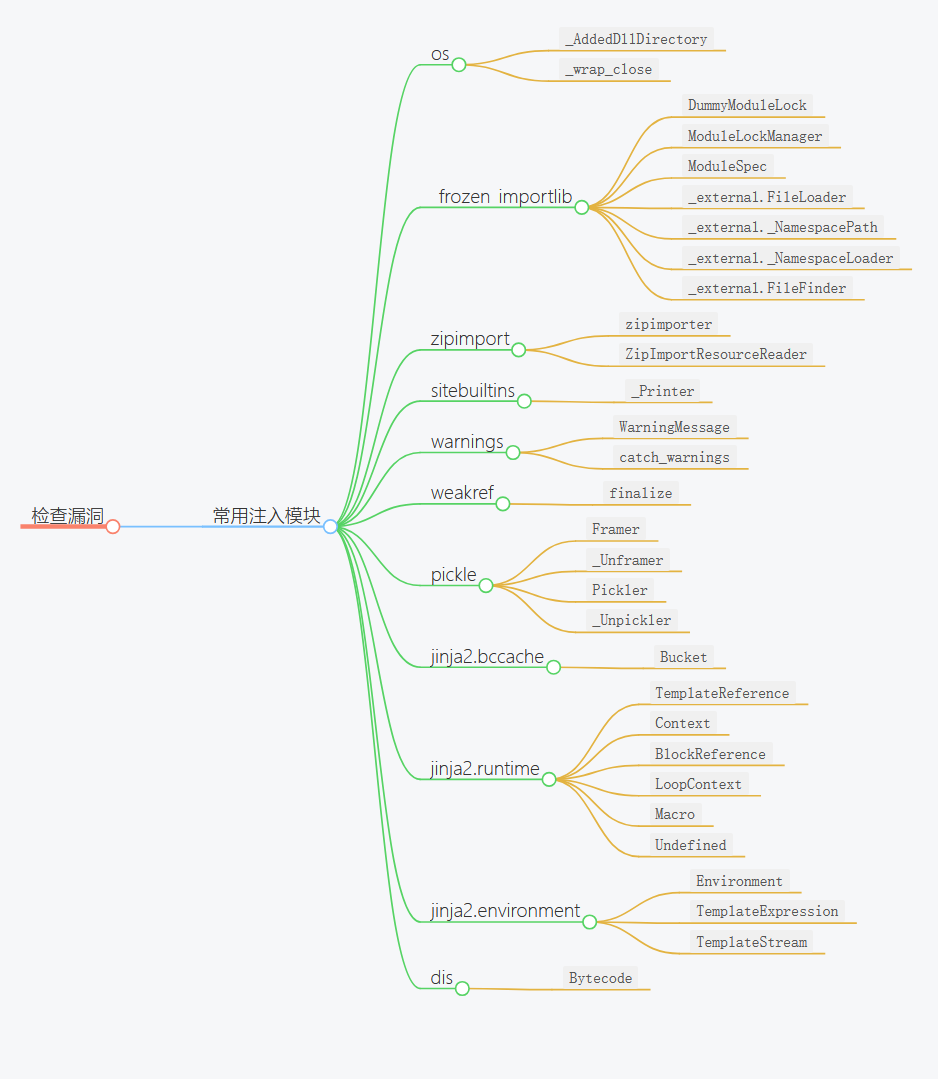 检查漏洞
常用注入模块
os
_AddedDllDirectory
_wrap_close
frozen importlib
DummyModuleLock
ModuleLockManager
ModuleSpec
_external.FileLoader
_external._NamespacePath
_external._NamespaceLoader
_external.FileFinder
zipimport
zipimporter
ZipImportResourceReader
sitebuiltins
_Printer
warnings
WarningMessage
catch_warnings
weakref
finalize
pickle
Framer
_Unframer
Pickler
_Unpickler
jinja2.bccache
Bucket
jinja2.runtime
TemplateReference
Context
BlockReference
LoopContext
Macro
Undefined
jinja2.environment
Environment
TemplateExpression
TemplateStream
dis
Bytecode